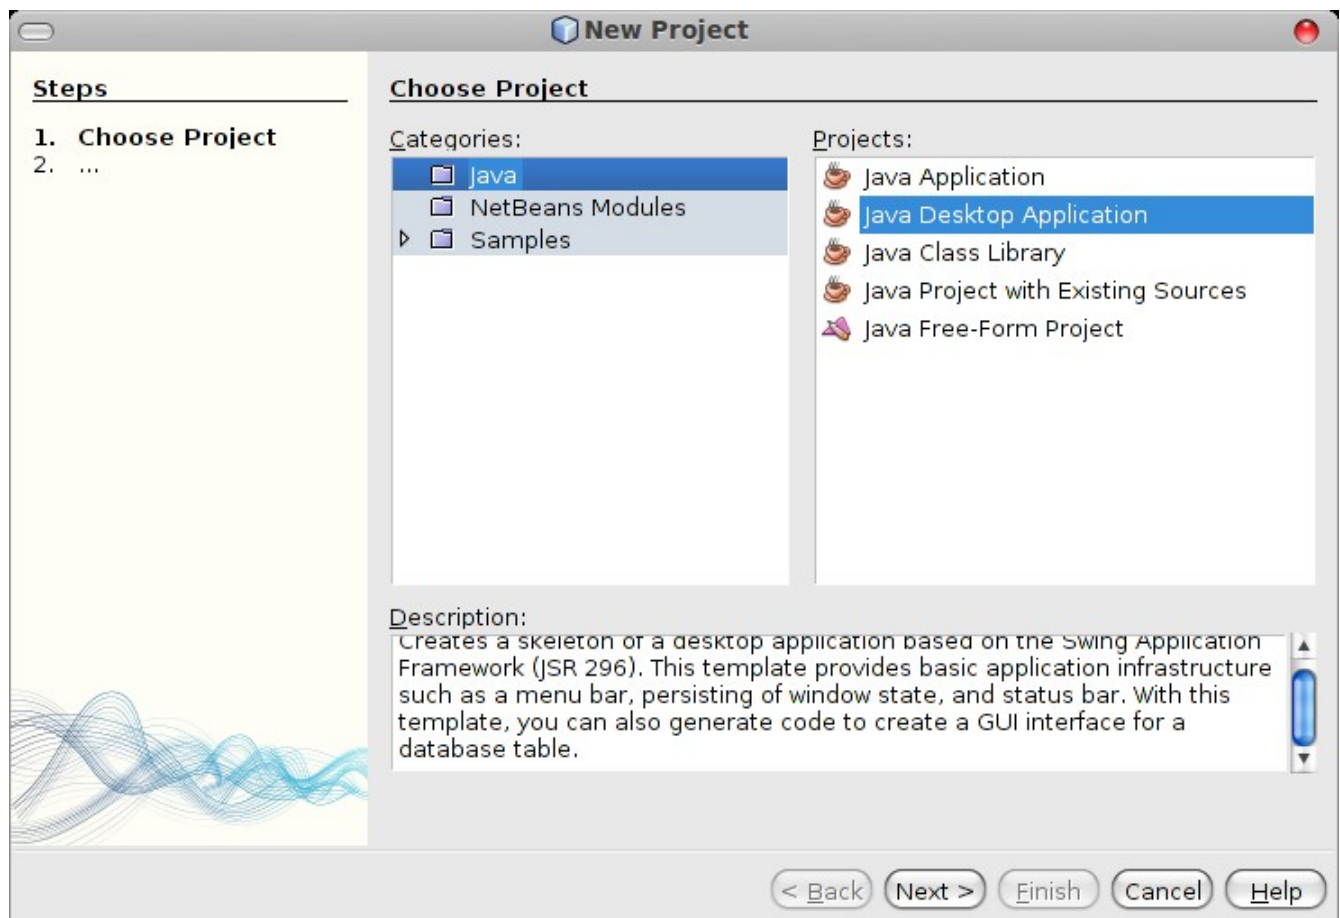 New Project
Steps
1. Choose Project
2. ...
Choose Project
Categories:
Java
NetBeans Modules
Samples
Projects:
Java Application
Java Desktop Application
Java Class Library
Java Project with Existing Sources
Java Free-Form Project
Description:
Creates a skeleton of a desktop application based on the Swing Application
Framework (JSR 296). This template provides basic application infrastructure
such as a menu bar, persisting of window state, and status bar. With this
template, you can also generate code to create a GUI interface for a
database table.
< Back Next > Finish Cancel Help